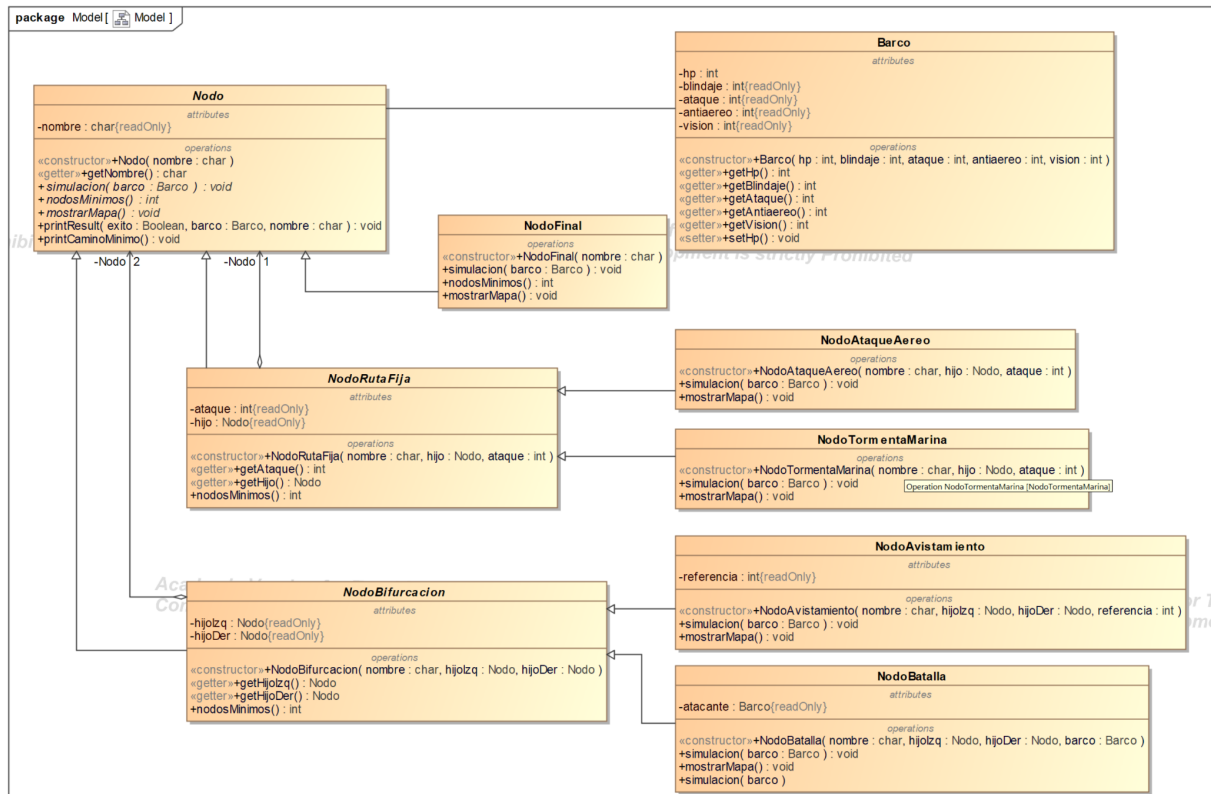 package Model [ Model ]
Nodo
attributes
-nombre : char{readOnly}
operations
«constructor»+Nodo( nombre : char )
«getter»+getNombre() : char
+simulacion( barco : Barco ) : void
+nodosMinimos() : int
+mostrarMapa() : void
+printResult( exito : Boolean, barco : Barco, nombre : char ) : void
+printCaminoMinimo() : void
Barco
attributes
-hp : int
-blindaje : int{readOnly}
-ataque : int{readOnly}
-antiaereo : int{readOnly}
-vision : int{readOnly}
operations
«constructor»+Barco( hp : int, blindaje : int, ataque : int, antiaereo : int, vision : int )
«getter»+getHp() : int
«getter»+getBlindaje() : int
«getter»+getAtaque() : int
«getter»+getAntiaereo() : int
«getter»+getVision() : int
«setter»+setHp() : void
opment is strictly Prohibited
-Nodo 2
-Nodo 1
NodoFinal
operations
«constructor»+NodoFinal( nombre : char )
+simulacion( barco : Barco ) : void
+nodosMinimos() : int
+mostrarMapa() : void
NodoRutaFija
attributes
-ataque : int{readOnly}
-hijo : Nodo{readOnly}
operations
«constructor»+NodoRutaFija( nombre : char, hijo : Nodo, ataque : int )
«getter»+getAtaque() : int
«getter»+getHijo() : Nodo
+nodosMinimos() : int
NodoAtaqueAereo
operations
«constructor»+NodoAtaqueAereo( nombre : char, hijo : Nodo, ataque : int )
+simulacion( barco : Barco ) : void
+mostrarMapa() : void
NodoTormentaMarina
operations
«constructor»+NodoTormentaMarina( nombre : char, hijo : Nodo, ataque : int )
+simulacion( barco : Barco ) : void
+mostrarMapa() : void
Operation NodoTormentaMarina [NodoTormentaMarina]
NodoBifurcacion
attributes
-hijoIzq : Nodo{readOnly}
-hijoDer : Nodo{readOnly}
operations
«constructor»+NodoBifurcacion( nombre : char, hijoIzq : Nodo, hijoDer : Nodo )
«getter»+getHijoIzq() : Nodo
«getter»+getHijoDer() : Nodo
+nodosMinimos() : int
NodoAvistamiento
attributes
-referencia : int{readOnly}
operations
«constructor»+NodoAvistamiento( nombre : char, hijoIzq : Nodo, hijoDer : Nodo, referencia : int )
+simulacion( barco : Barco ) : void
+mostrarMapa() : void
NodoBatalla
attributes
-atacante : Barco{readOnly}
operations
«constructor»+NodoBatalla( nombre : char, hijoIzq : Nodo, hijoDer : Nodo, barco : Barco )
+simulacion( barco : Barco ) : void
+mostrarMapa() : void
+simulacion( barco )